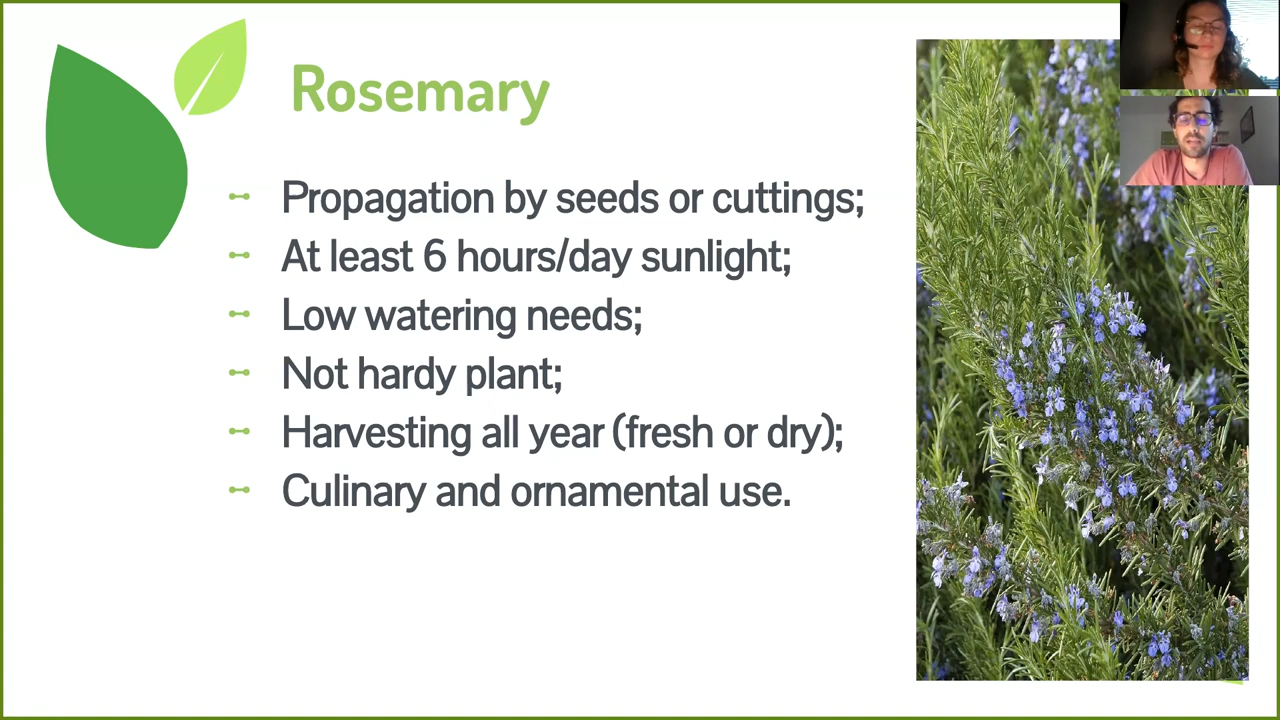 Rosemary
Propagation by seeds or cuttings;
At least 6 hours/day sunlight;
Low watering needs;
Not hardy plant;
Harvesting all year (fresh or dry);
Culinary and ornamental use.